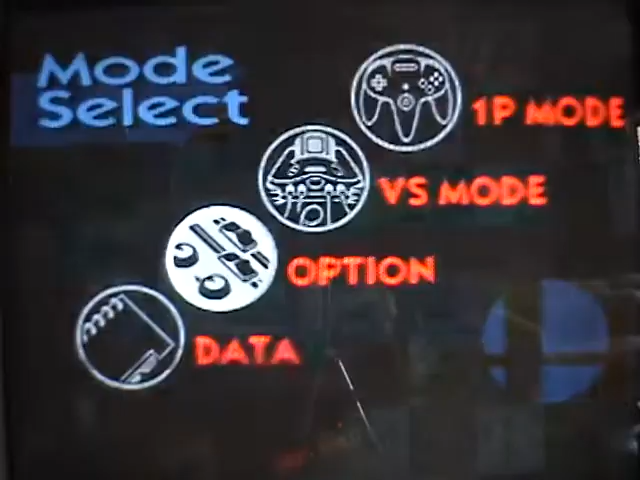 Mode
Select
1P MODE
VS MODE
OPTION
DATA